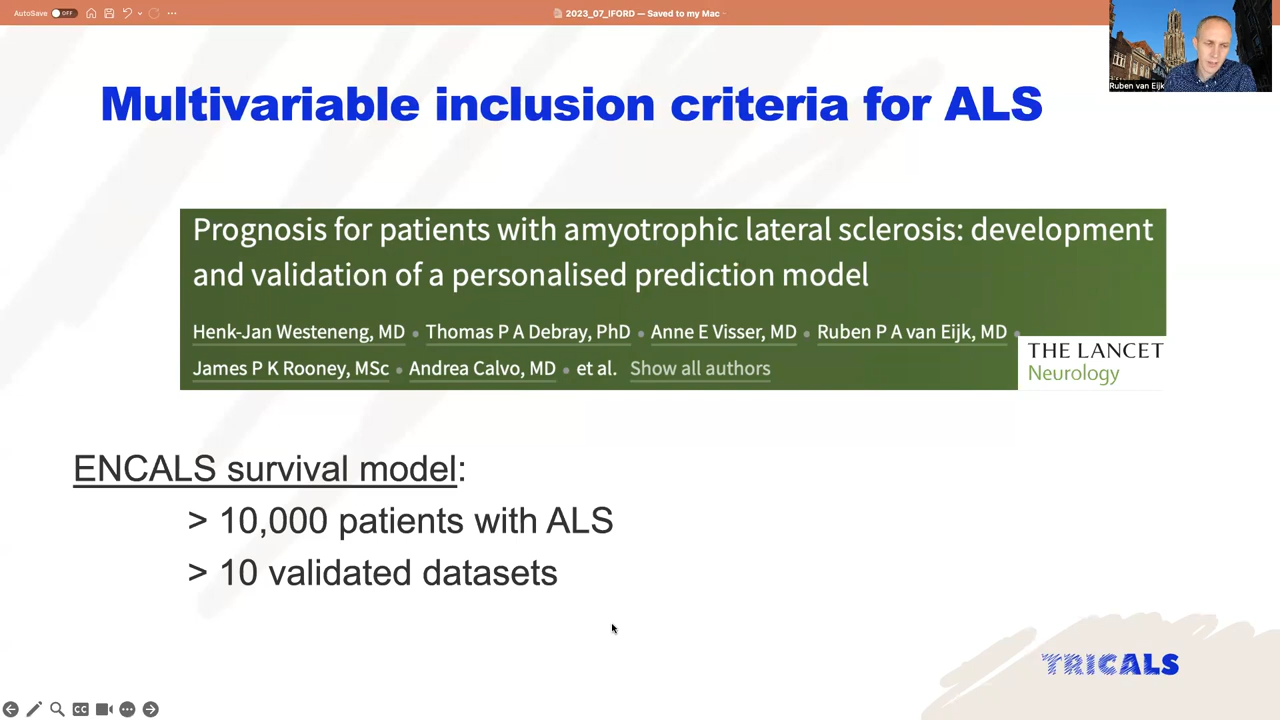 AutoSave OFF
2023_07_IFORD — Saved to my Mac
Ruben van Eijk
Multivariable inclusion criteria for ALS
Prognosis for patients with amyotrophic lateral sclerosis: development
and validation of a personalised prediction model
Henk-Jan Westeneng, MD • Thomas P A Debray, PhD • Anne E Visser, MD • Ruben P A van Eijk, MD •
James P K Rooney, MSc • Andrea Calvo, MD • et al. Show all authors
THE LANCET
Neurology
ENCALS survival model:
> 10,000 patients with ALS
> 10 validated datasets
TRICALS
CC